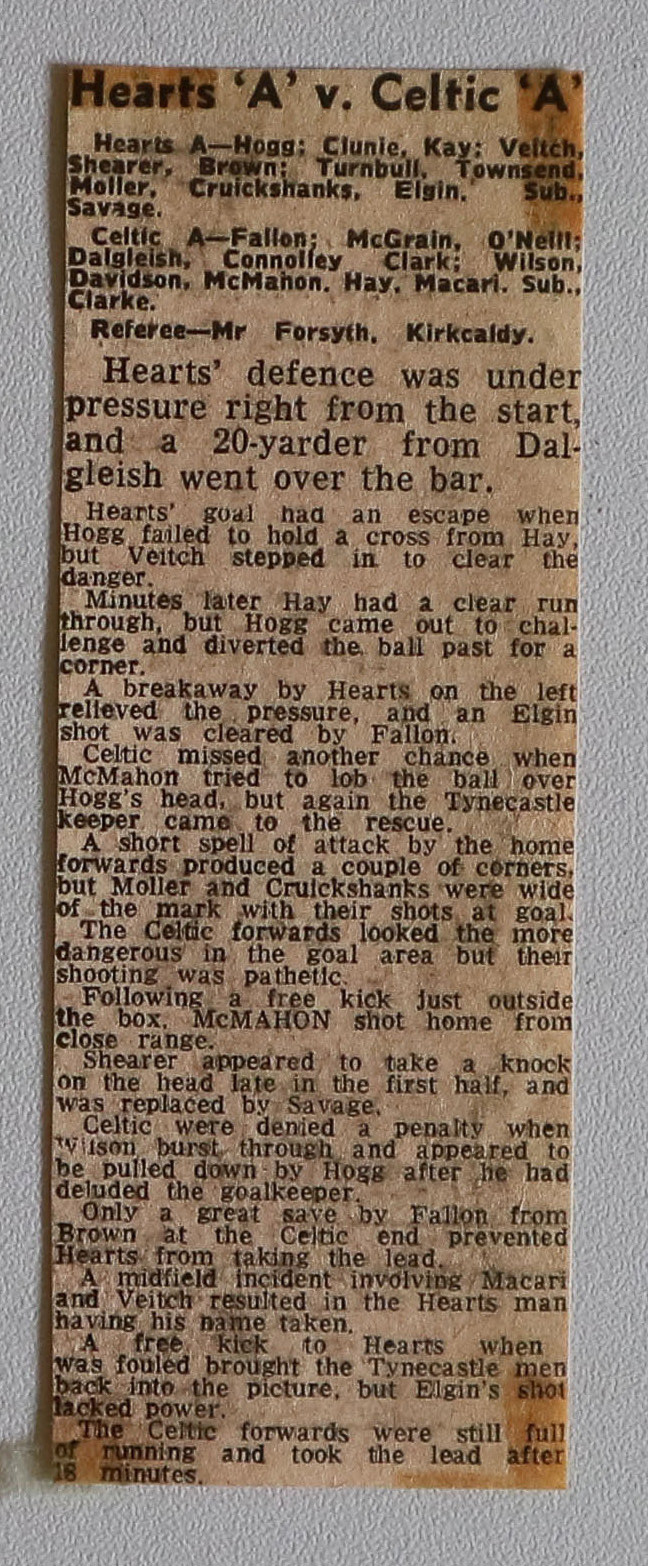 Hearts ‘A’ v. Celtic ‘A’
Hearts A—Hogg; Clunie, Kay; Veitch,
Shearer, Brown; Turnbull, Townsend,
Moller, Cruickshanks, Elgin. Sub.,
Savage.
Celtic A—Fallon; McGrain, O'Neill;
Dalgleish, Connolley Clark; Wilson,
Davidson, McMahon, Hay, Macari. Sub.,
Clarke.
Referee—Mr Forsyth, Kirkcaldy.
Hearts' defence was under
pressure right from the start,
and a 20-yarder from Dal-
gleish went over the bar.
Hearts' goal had an escape when
Hogg failed to hold a cross from Hay,
but Veitch stepped in to clear the
danger.
Minutes later Hay had a clear run
through, but Hogg came out to chal-
lenge and diverted the ball past for a
corner.
A breakaway by Hearts on the left
relieved the pressure, and an Elgin
shot was cleared by Fallon.
Celtic missed another chance when
McMahon tried to lob the ball over
Hogg's head, but again the Tynecastle
keeper came to the rescue.
A short spell of attack by the home
forwards produced a couple of corners,
but Moller and Cruickshanks were wide
of the mark with their shots at goal.
The Celtic forwards looked the more
dangerous in the goal area but their
shooting was pathetic.
Following a free kick just outside
the box, McMAHON shot home from
close range.
Shearer appeared to take a knock
on the head late in the first half, and
was replaced by Savage.
Celtic were denied a penalty when
Wilson burst through and appeared to
be pulled down by Hogg after he had
deluded the goalkeeper.
Only a great save by Fallon from
Brown at the Celtic end prevented
Hearts from taking the lead.
A midfield incident involving Macari
and Veitch resulted in the Hearts man
having his name taken.
A free kick to Hearts when
was fouled brought the Tynecastle men
back into the picture, but Elgin's shot
lacked power.
The Celtic forwards were still full
of running and took the lead after
18 minutes.